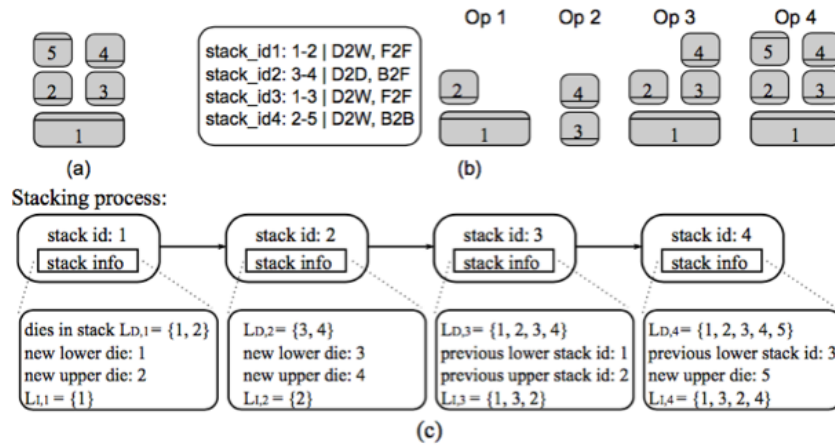 5 4
2 3
1
(a)
stack_id1: 1-2 | D2W, F2F
stack_id2: 3-4 | D2D, B2F
stack_id3: 1-3 | D2W, F2F
stack_id4: 2-5 | D2W, B2B
Op 1
2
1
Op 2
4
3
Op 3
4
2 3
1
Op 4
5 4
2 3
1
(b)
Stacking process:
stack id: 1
stack info
stack id: 2
stack info
stack id: 3
stack info
stack id: 4
stack info
dies in stack LD,1= {1, 2}
new lower die: 1
new upper die: 2
LI,1 = {1}
LD,2= {3, 4}
new lower die: 3
new upper die: 4
LI,2 = {2}
LD,3= {1, 2, 3, 4}
previous lower stack id: 1
previous upper stack id: 2
LI,3 = {1, 3, 2}
LD,4= {1, 2, 3, 4, 5}
previous lower stack id: 3
new upper die: 5
LI,4 = {1, 3, 2, 4}
(c)